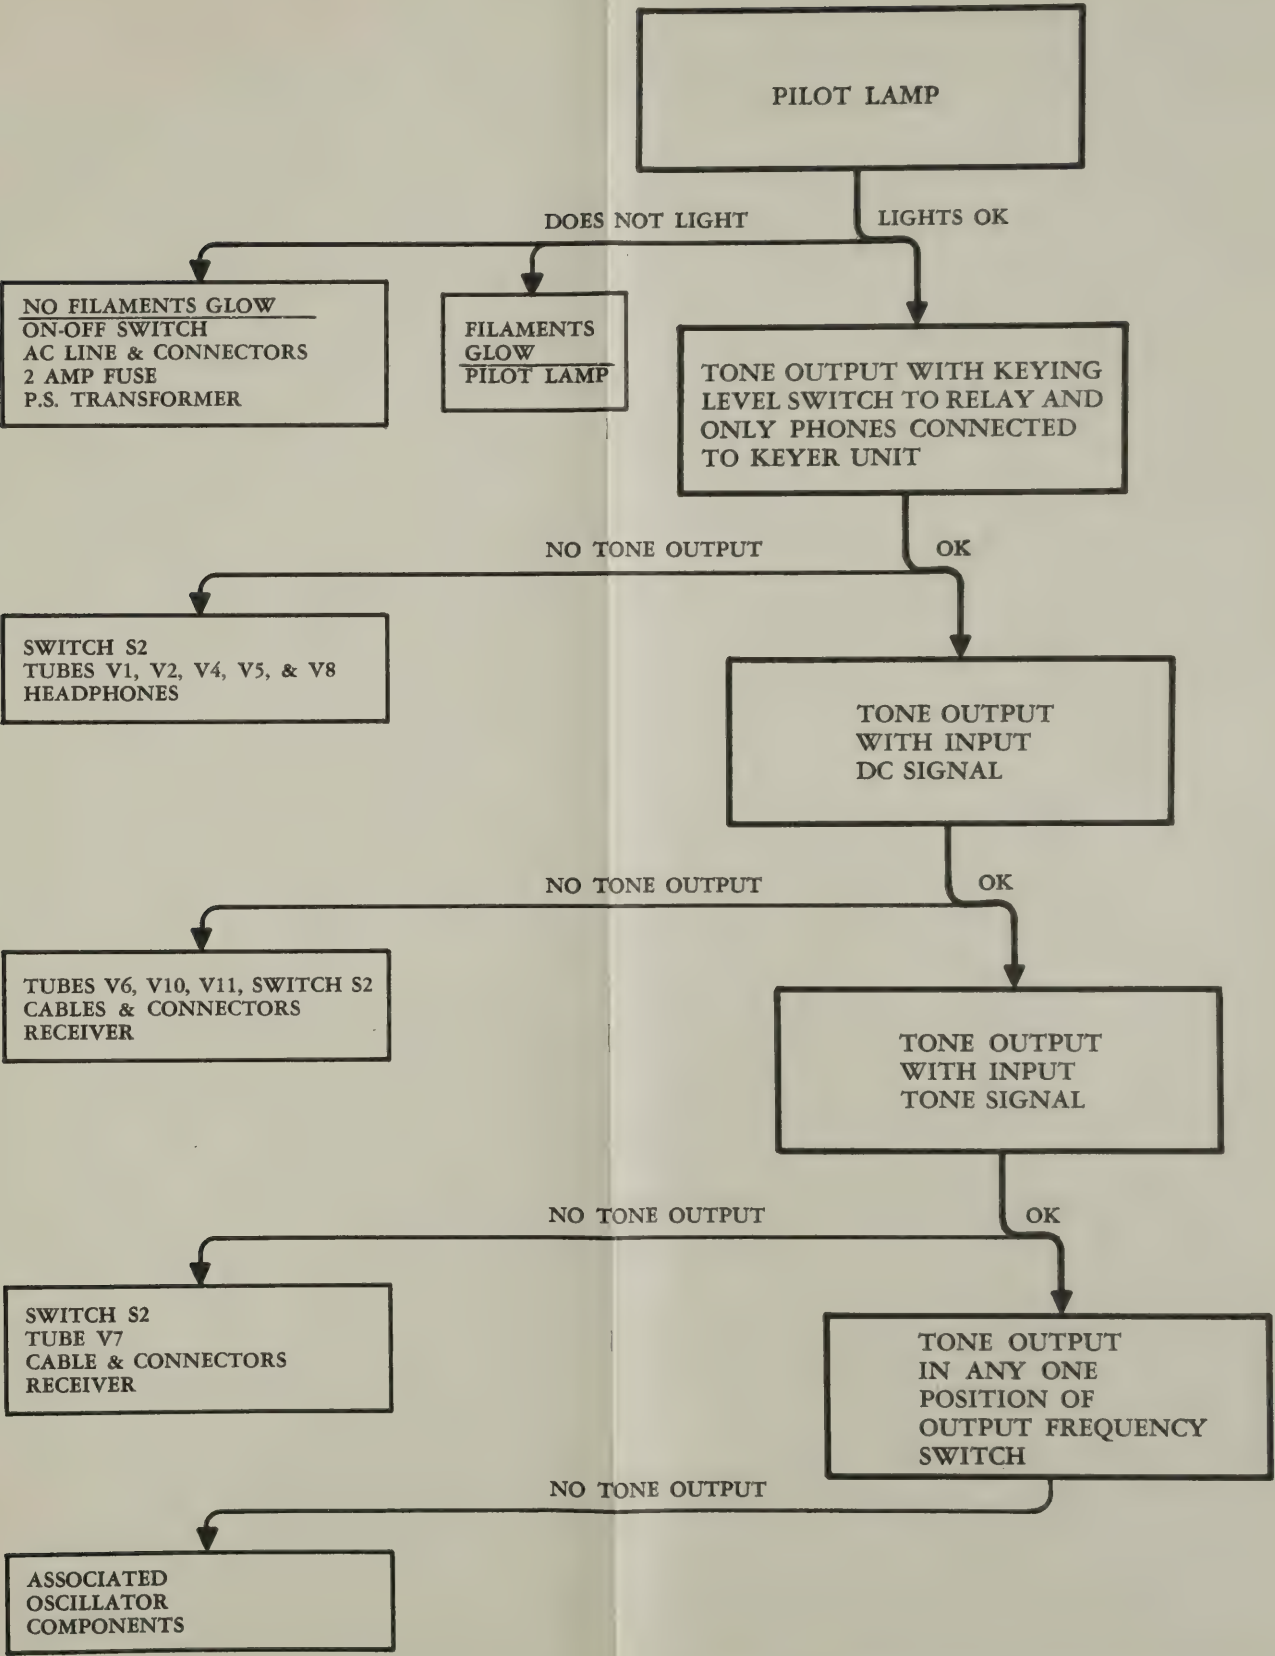 PILOT LAMP
DOES NOT LIGHT
LIGHTS OK
NO FILAMENTS GLOW
ON-OFF SWITCH
AC LINE & CONNECTORS
2 AMP FUSE
P.S. TRANSFORMER
FILAMENTS
GLOW
PILOT LAMP
TONE OUTPUT WITH KEYING
LEVEL SWITCH TO RELAY AND
ONLY PHONES CONNECTED
TO KEYER UNIT
NO TONE OUTPUT
OK
SWITCH S2
TUBES V1, V2, V4, V5, & V8
HEADPHONES
TONE OUTPUT
WITH INPUT
DC SIGNAL
NO TONE OUTPUT
OK
TUBES V6, V10, V11, SWITCH S2
CABLES & CONNECTORS
RECEIVER
TONE OUTPUT
WITH INPUT
TONE SIGNAL
NO TONE OUTPUT
OK
SWITCH S2
TUBE V7
CABLE & CONNECTORS
RECEIVER
TONE OUTPUT
IN ANY ONE
POSITION OF
OUTPUT FREQUENCY
SWITCH
NO TONE OUTPUT
ASSOCIATED
OSCILLATOR
COMPONENTS